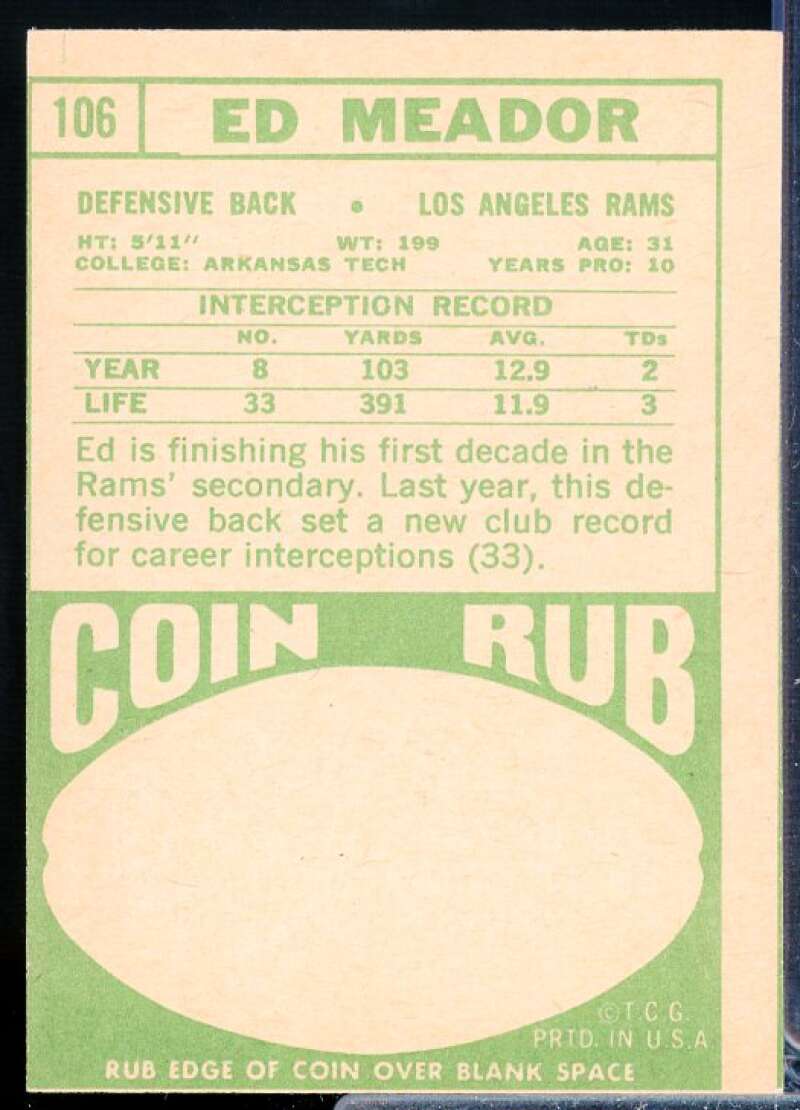 106 ED MEADOR
DEFENSIVE BACK • LOS ANGELES RAMS
HT: 5'11" WT: 199 AGE: 31
COLLEGE: ARKANSAS TECH YEARS PRO: 10
INTERCEPTION RECORD
NO. YARDS AVG. TDs
YEAR 8 103 12.9 2
LIFE 33 391 11.9 3
Ed is finishing his first decade in the
Rams' secondary. Last year, this de-
fensive back set a new club record
for career interceptions (33).
COIN RUB
©T.C.G.
PRTD. IN U.S.A
RUB EDGE OF COIN OVER BLANK SPACE